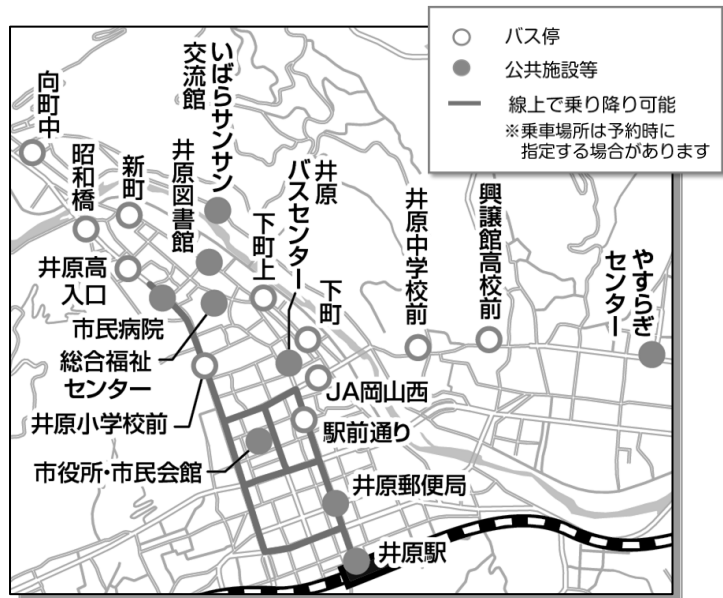 バス停
公共施設等
線上で乗り降り可能
※乗車場所は予約時に
指定する場合があります
向町中
昭和橋
新町
井原図書館
いばらサンサン
交流館
井原
バスセンター
下町上
下町
井原中学校前
興譲館高校前
やすらぎ
センター
井原高
入口
市民病院
総合福祉
センター
井原小学校前
市役所・市民会館
JA岡山西
駅前通り
井原郵便局
井原駅